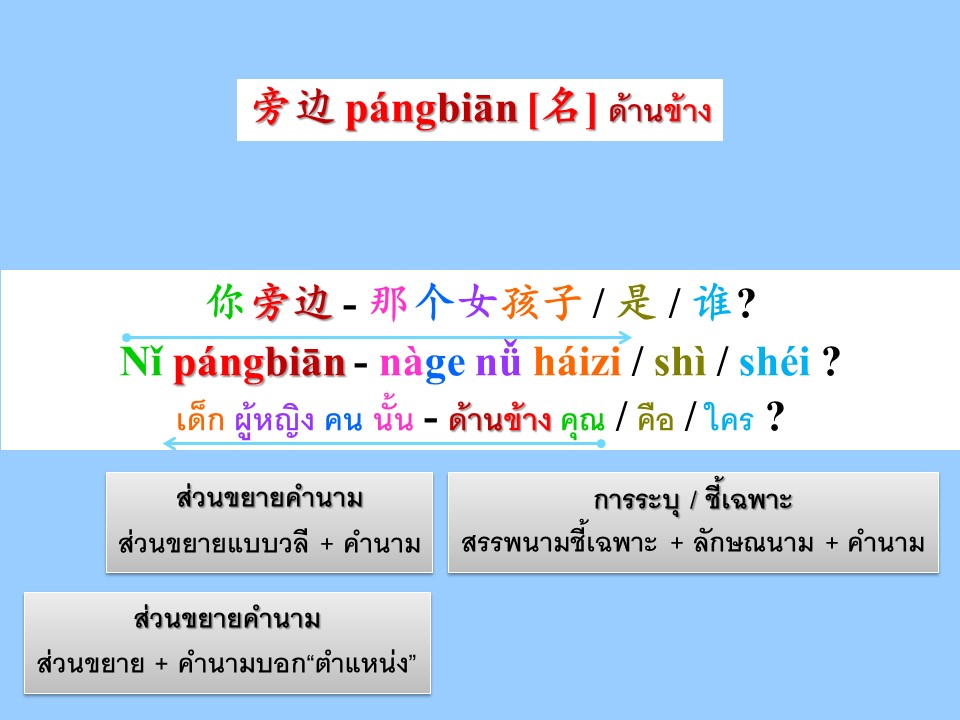 旁边 pángbiān [名] ด้านข้าง
你旁边 - 那个女孩子 / 是 / 谁?
Nǐ pángbiān - nàge nǚ háizi / shì / shéi ?
เด็ก ผู้หญิง คน นั้น - ด้านข้าง คุณ / คือ / ใคร ?
ส่วนขยายคำนาม
ส่วนขยายแบบวลี + คำนาม
การระบุ / ชี้เฉพาะ
สรรพนามชี้เฉพาะ + ลักษณนาม + คำนาม
ส่วนขยายคำนาม
ส่วนขยาย + คำนามบอก“ตำแหน่ง”